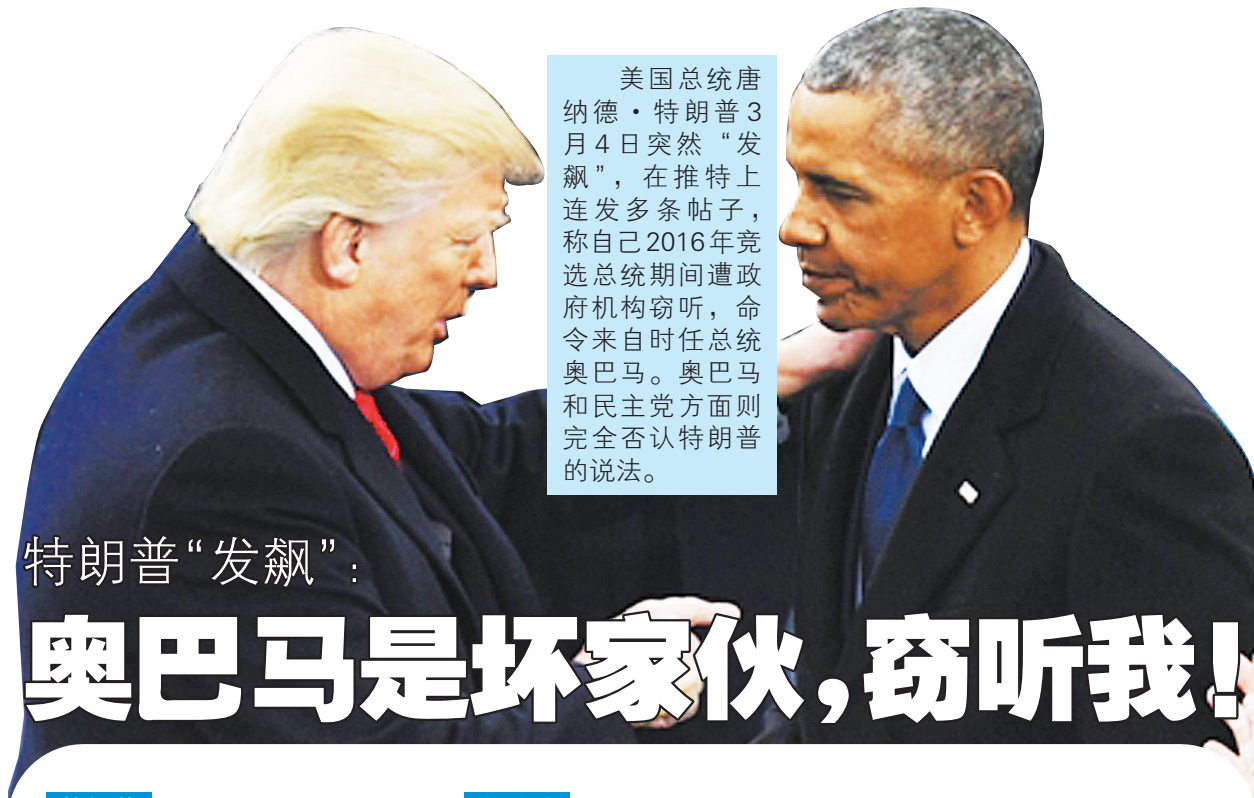 美国总统唐
纳德·特朗普3
月4日突然“发
飙”，在推特上
连发多条帖子，
称自己2016年竞
选总统期间遭政
府机构窃听，命
令来自时任总统
奥巴马。奥巴马
和民主党方面则
完全否认特朗普
的说法。
特朗普“发飙”：
奥巴马是坏家伙，窃听我！